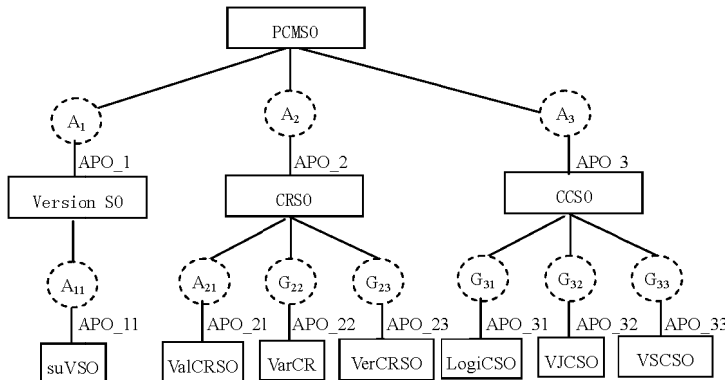 PCMSO
A1 A2 A3
APO_1 APO_2 APO_3
Version SO CRSO CCSO
A11 A21 G22 G23 G31 G32 G33
APO_11 APO_21 APO_22 APO_23 APO_31 APO_32 APO_33
suVSO ValCRSO VarCR VerCRSO LogiCSO VJCSO VSCSO